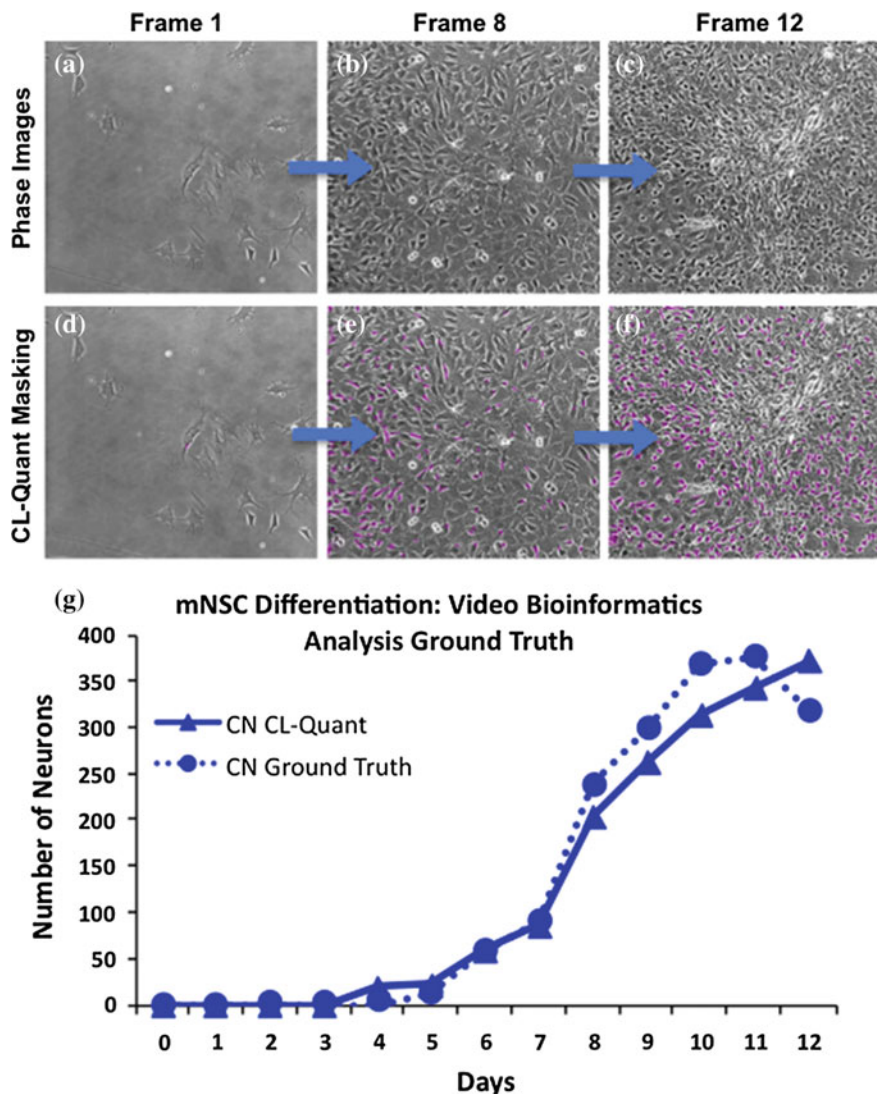 Frame 1 Frame 8 Frame 12
Phase Images
(a) (b) (c)
CL-Quant Masking
(d) (e) (f)
(g)
mNSC Differentiation: Video Bioinformatics
Analysis Ground Truth
Number of Neurons
400
350
300
250
200
150
100
50
0
CN CL-Quant
CN Ground Truth
0 1 2 3 4 5 6 7 8 9 10 11 12
Days